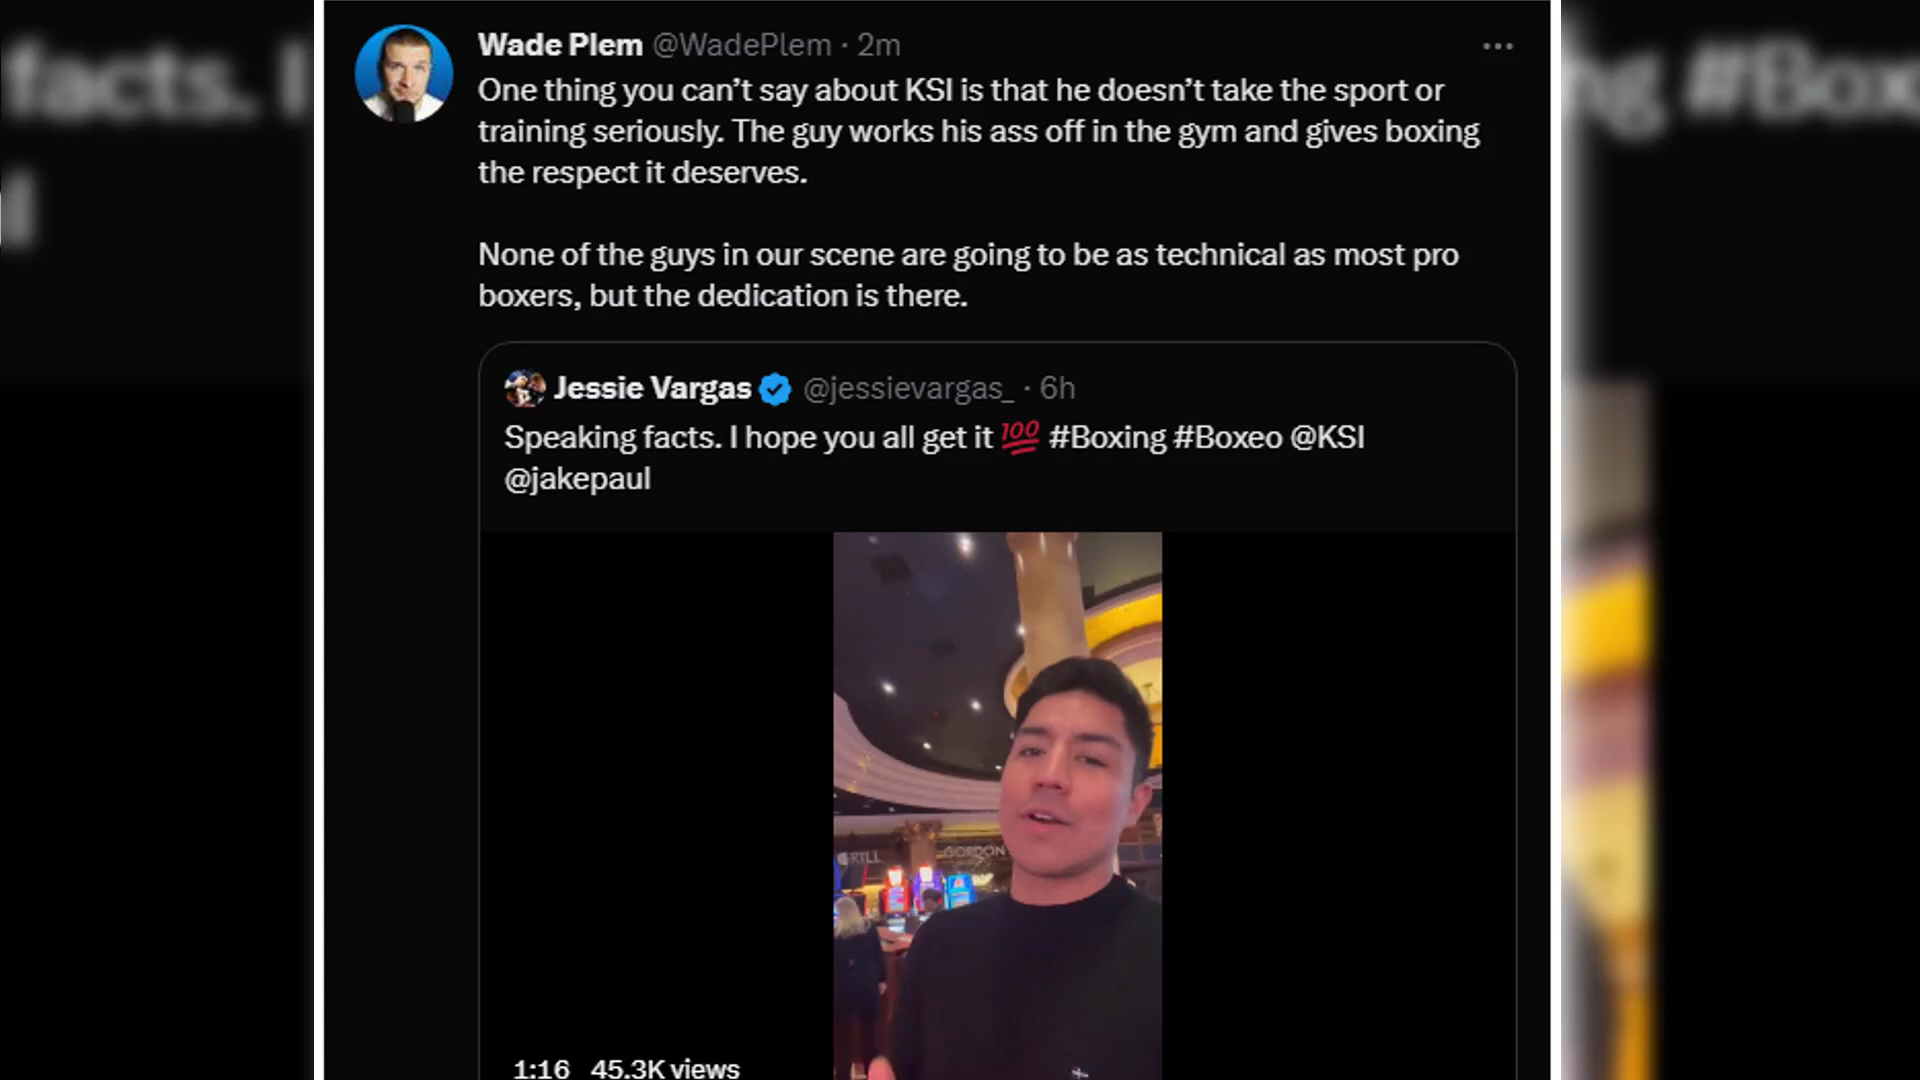 Wade Plem @WadePlem · 2m
One thing you can't say about KSI is that he doesn't take the sport or
training seriously. The guy works his ass off in the gym and gives boxing
the respect it deserves.
None of the guys in our scene are going to be as technical as most pro
boxers, but the dedication is there.
Jessie Vargas @jessievargas_ · 6h
Speaking facts. I hope you all get it 💯 #Boxing #Boxeo @KSI
@jakepaul
GRILL
GORDON
1:16 45.3K views
facts. I
ng #Box